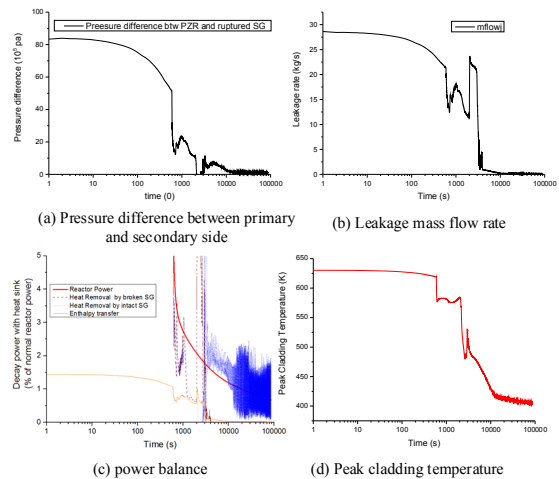 Preesure difference btw PZR and ruptured SG
Pressure difference (10⁵ pa)
100
80
60
40
20
0
1
10
100
1000
10000
100000
time (0)
(a) Pressure difference between primary
and secondary side
mflowj
Leakage rate (kg/s)
35
30
25
20
15
10
5
0
1
10
100
1000
10000
100000
Time (s)
(b) Leakage mass flow rate
Reactor Power
Heat Removal by broken SG
Heat Removal by intact SG
Enthalpy transfer
Decay power with heat sink
(% of normal reactor power)
5
4
3
2
1
0
1
10
100
1000
10000
100000
Time (s)
(c) power balance
Peak Cladding Temperature (K)
650
600
550
500
450
400
1
10
100
1000
10000
100000
Time (s)
(d) Peak cladding temperature